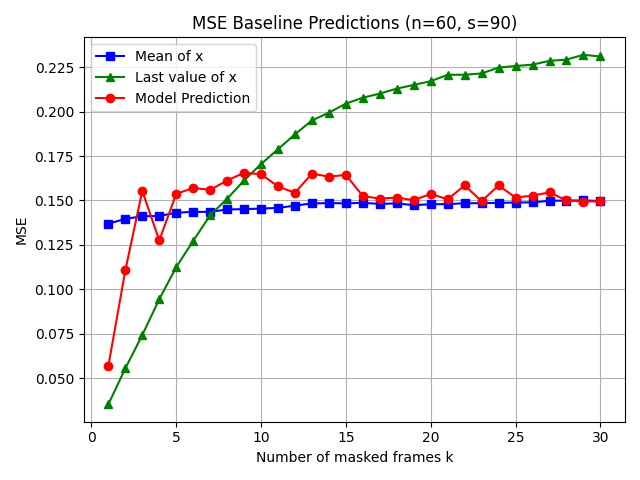 MSE Baseline Predictions (n=60, s=90)
Mean of x
Last value of x
Model Prediction
MSE
0.225
0.200
0.175
0.150
0.125
0.100
0.075
0.050
0 5 10 15 20 25 30
Number of masked frames k